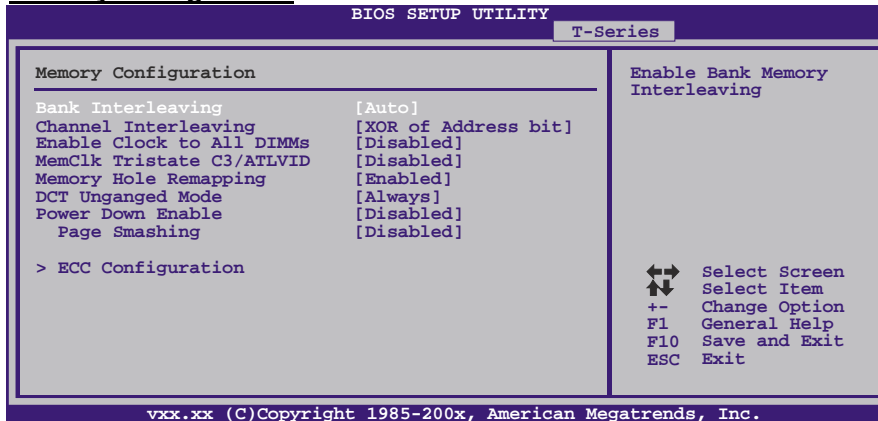 BIOS SETUP UTILITY
T-Series
Memory Configuration
Bank Interleaving [Auto]
Channel Interleaving [XOR of Address bit]
Enable Clock to All DIMMs [Disabled]
MemClk Tristate C3/ATLVID [Disabled]
Memory Hole Remapping [Enabled]
DCT Unganged Mode [Always]
Power Down Enable [Disabled]
Page Smashing [Disabled]
> ECC Configuration
Enable Bank Memory
Interleaving
Select Screen
Select Item
+- Change Option
F1 General Help
F10 Save and Exit
ESC Exit
vxx.xx (C)Copyright 1985-200x, American Megatrends, Inc.